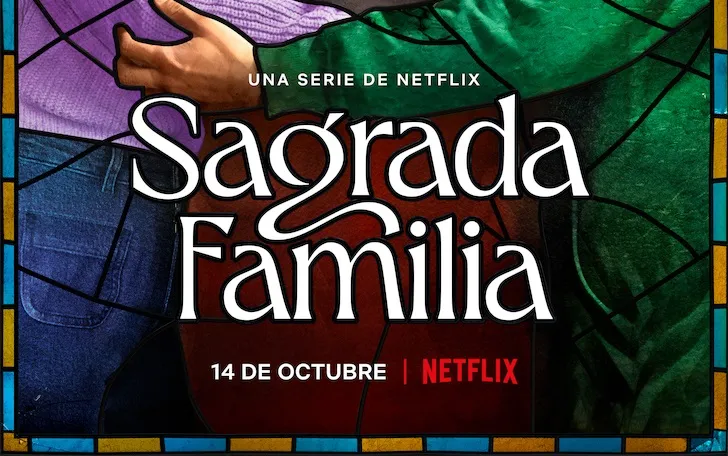 UNA SERIE DE NETFLIX
Sagrada
Familia
14 DE OCTUBRE | NETFLIX